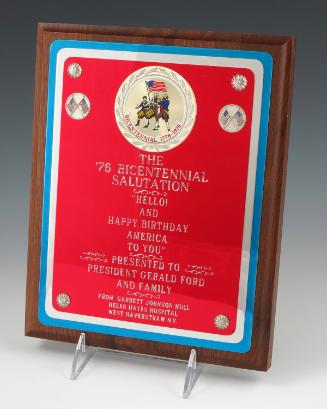 BICENTENNIAL 1776-1976
THE
'76 BICENTENNIAL
SALUTATION
"HELLO!
AND
HAPPY BIRTHDAY
AMERICA
TO YOU"
PRESENTED TO
PRESIDENT GERALD FORD
AND FAMILY
FROM GARRETT JOHNSON HULL
HELEN HAYES HOSPITAL
WEST HAVERSTRAW N.Y.